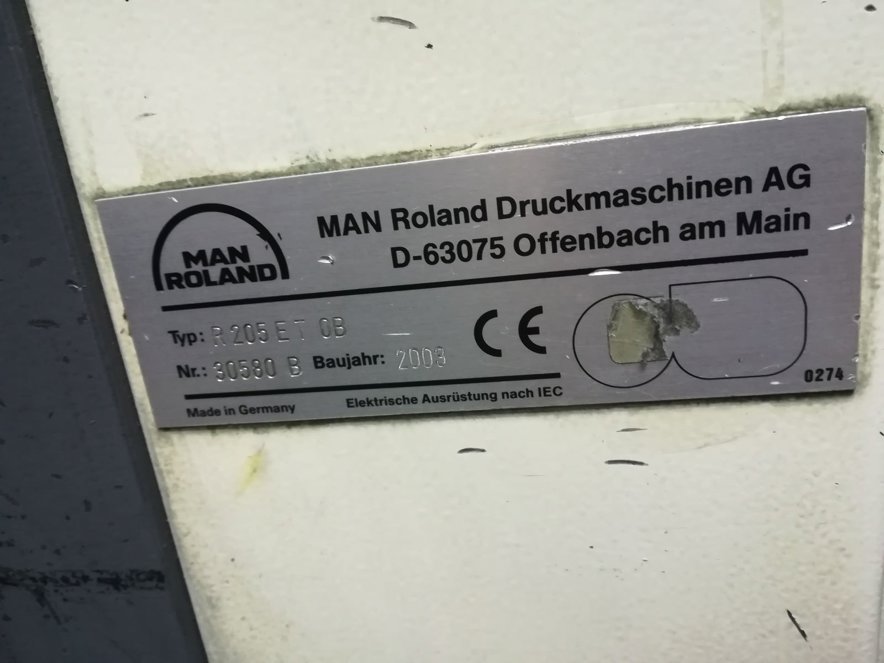 MAN
ROLAND
MAN Roland Druckmaschinen AG
D-63075 Offenbach am Main
Typ: R 205 E T OB
Nr.: 30580 B Baujahr: 2003
CE
Made in Germany
Elektrische Ausrüstung nach IEC
0274